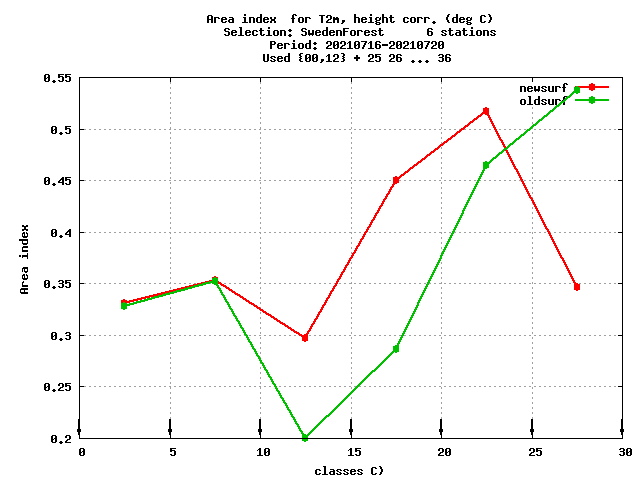 Area index  for T2m, height corr. (deg C)
Selection: SwedenForest      6 stations
Period: 20210716-20210720
Used {00,12} + 25 26 ... 36
0.55
newsurf
oldsurf
0.5
0.45
0.4
Area index
0.35
0.3
0.25
0.2
0 5 10 15 20 25 30
classes C)